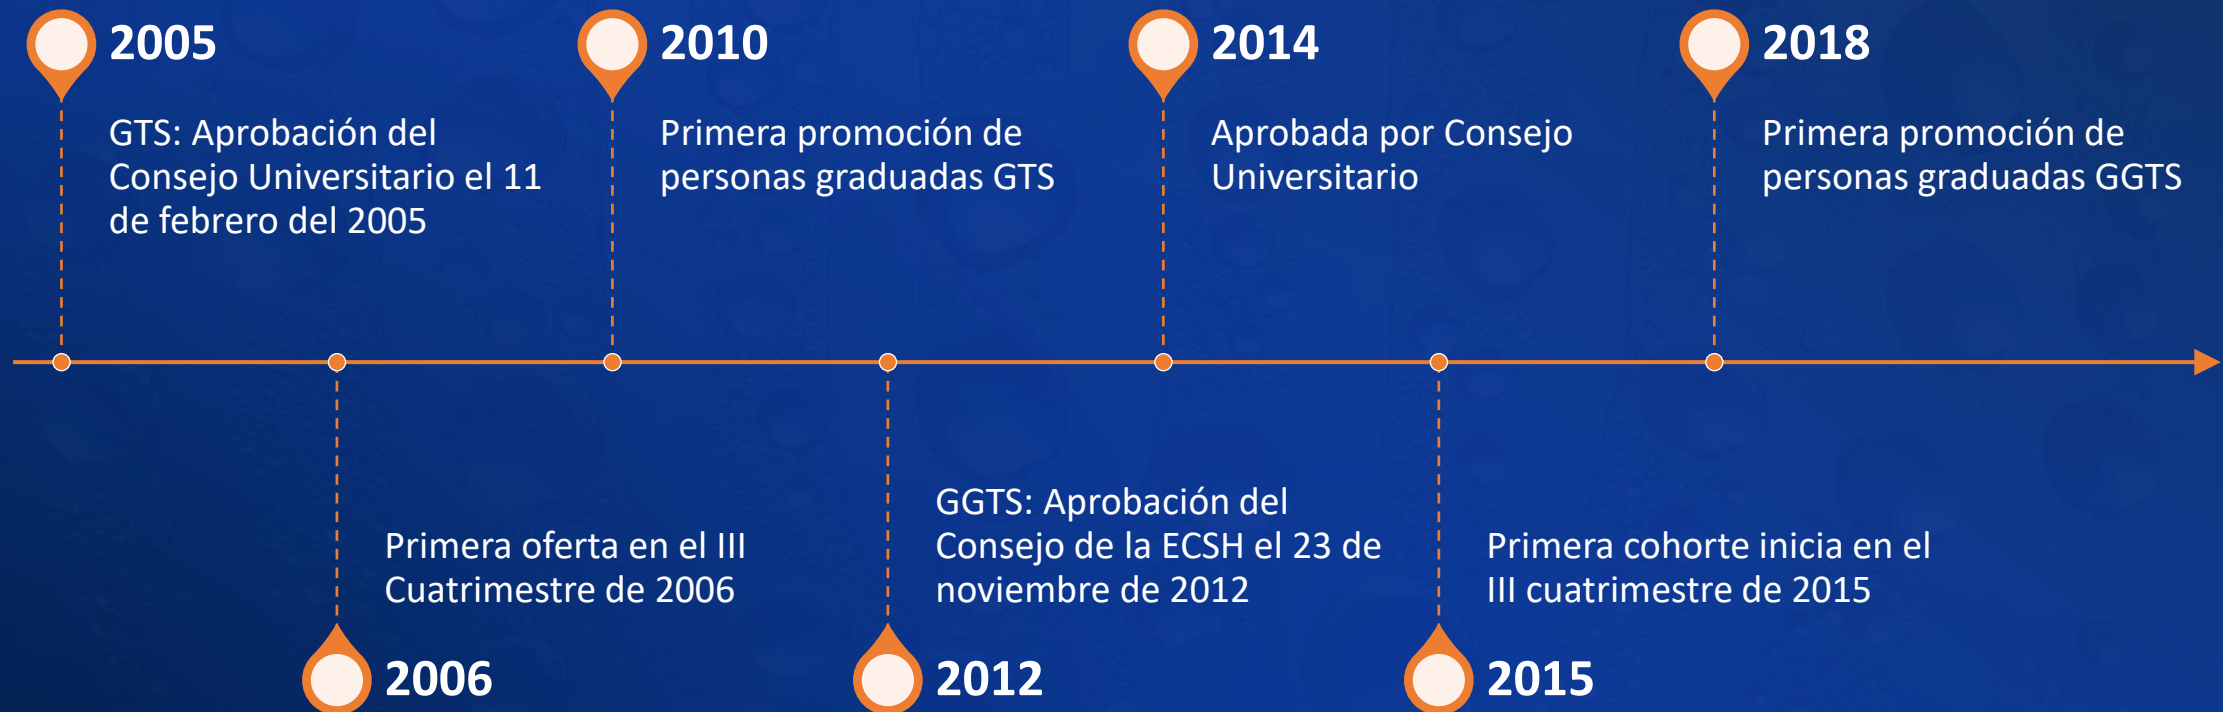 2005
GTS: Aprobación del
Consejo Universitario el 11
de febrero del 2005
2010
Primera promoción de
personas graduadas GTS
2014
Aprobada por Consejo
Universitario
2018
Primera promoción de
personas graduadas GGTS
Primera oferta en el III
Cuatrimestre de 2006
2006
GGTS: Aprobación del
Consejo de la ECSH el 23 de
noviembre de 2012
2012
Primera cohorte inicia en el
III cuatrimestre de 2015
2015